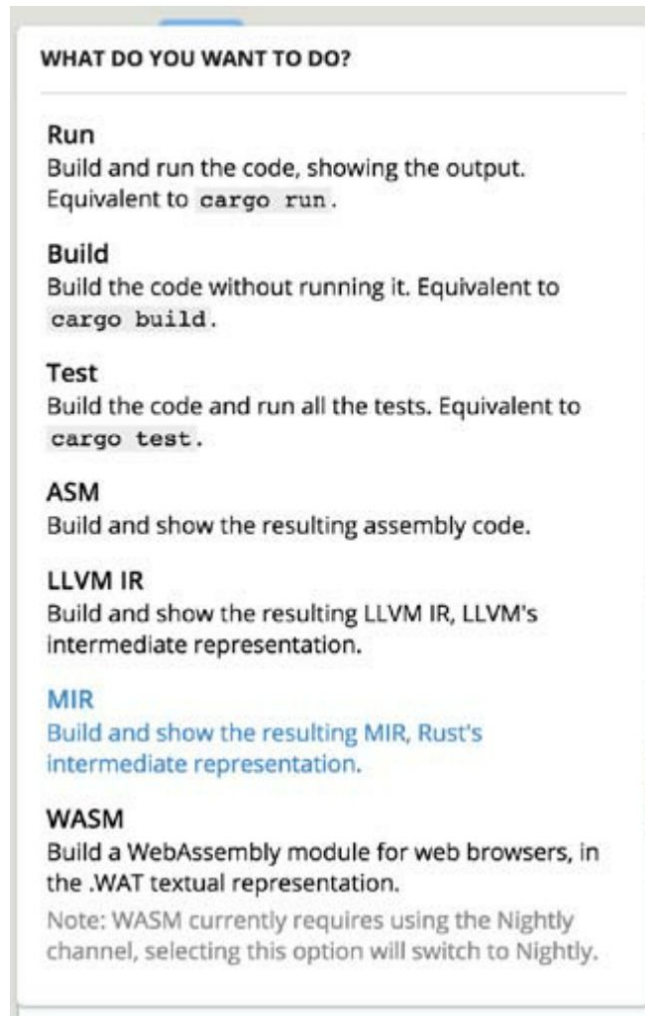 WHAT DO YOU WANT TO DO?
Run
Build and run the code, showing the output.
Equivalent to cargo run.
Build
Build the code without running it. Equivalent to
cargo build.
Test
Build the code and run all the tests. Equivalent to
cargo test.
ASM
Build and show the resulting assembly code.
LLVM IR
Build and show the resulting LLVM IR, LLVM's
intermediate representation.
MIR
Build and show the resulting MIR, Rust's
intermediate representation.
WASM
Build a WebAssembly module for web browsers, in
the .WAT textual representation.
Note: WASM currently requires using the Nightly
channel, selecting this option will switch to Nightly.